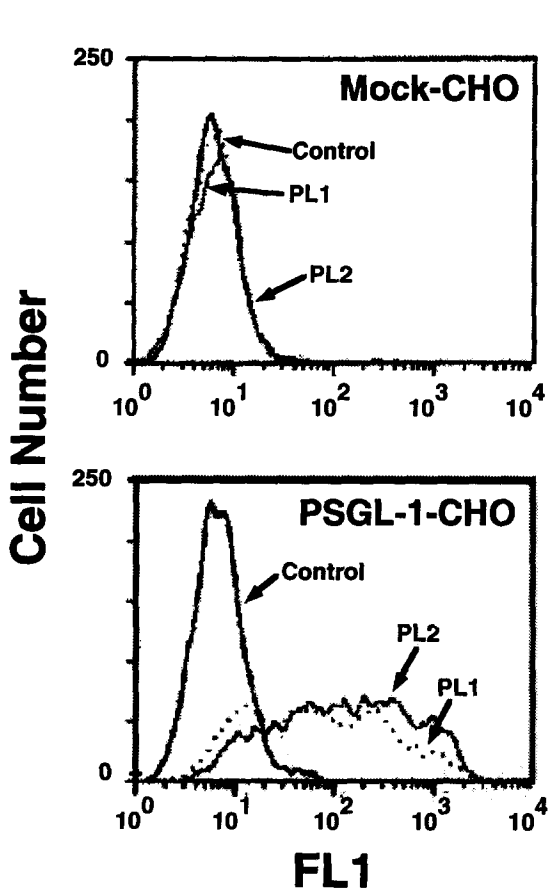 250
Mock-CHO
Control
PL1
PL2
0
10^0 10^1 10^2 10^3 10^4
Cell Number
250
PSGL-1-CHO
Control
PL2
PL1
0
10^0 10^1 10^2 10^3 10^4
FL1